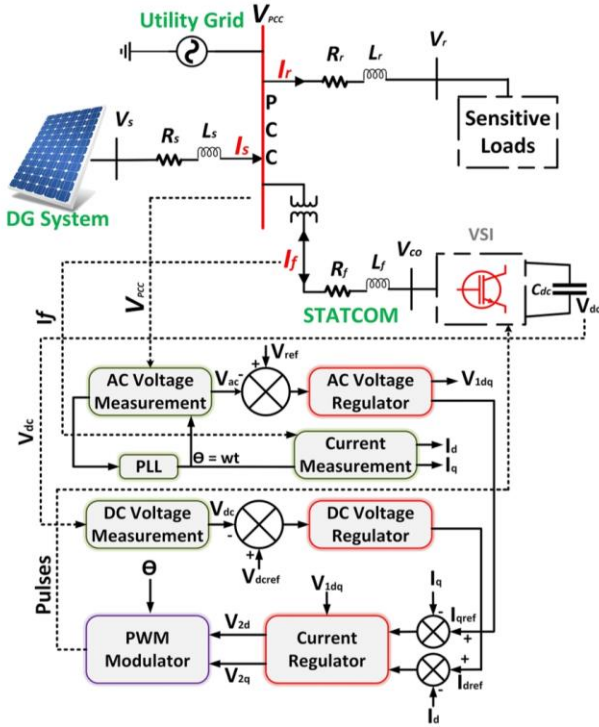 Utility Grid
V_PCC
I_r
R_r
L_r
V_r
P
C
C
Sensitive
Loads
V_s
R_s
L_s
I_s
DG System
I_f
V_PCC
I_f
R_f
L_f
V_co
VSI
C_dc
V_dc
STATCOM
V_ref
+
AC Voltage
Measurement
V_ac
-
AC Voltage
Regulator
V_1dq
V_dc
PLL
Ɵ = wt
Current
Measurement
I_d
I_q
DC Voltage
Measurement
V_dc
-
+
V_dcref
DC Voltage
Regulator
Pulses
Ɵ
V_1dq
I_q
-
I_qref
+
PWM
Modulator
V_2d
V_2q
Current
Regulator
+
I_dref
-
I_d